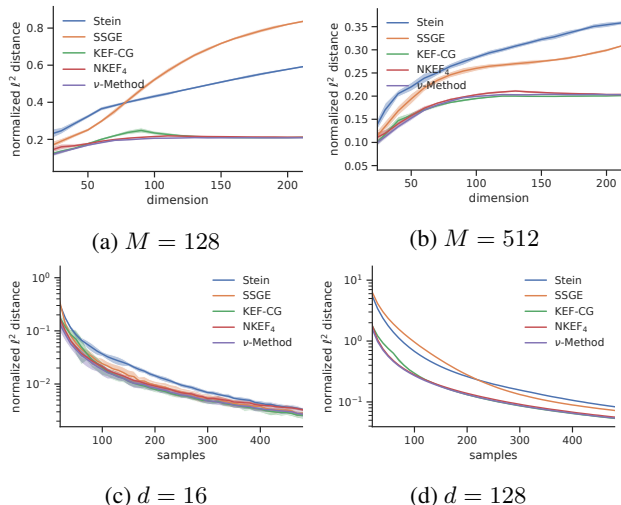 normalized ℓ² distance
0.8
0.6
0.4
0.2
Stein
SSGE
KEF-CG
NKEF₄
ν-Method
50
100
150
200
dimension
(a) M = 128
normalized ℓ² distance
0.35
0.30
0.25
0.20
0.15
0.10
0.05
Stein
SSGE
KEF-CG
NKEF₄
ν-Method
50
100
150
200
dimension
(b) M = 512
normalized ℓ² distance
10⁰
10⁻¹
10⁻²
Stein
SSGE
KEF-CG
NKEF₄
ν-Method
100
200
300
400
samples
(c) d = 16
normalized ℓ² distance
10¹
10⁰
10⁻¹
Stein
SSGE
KEF-CG
NKEF₄
ν-Method
200
400
samples
(d) d = 128